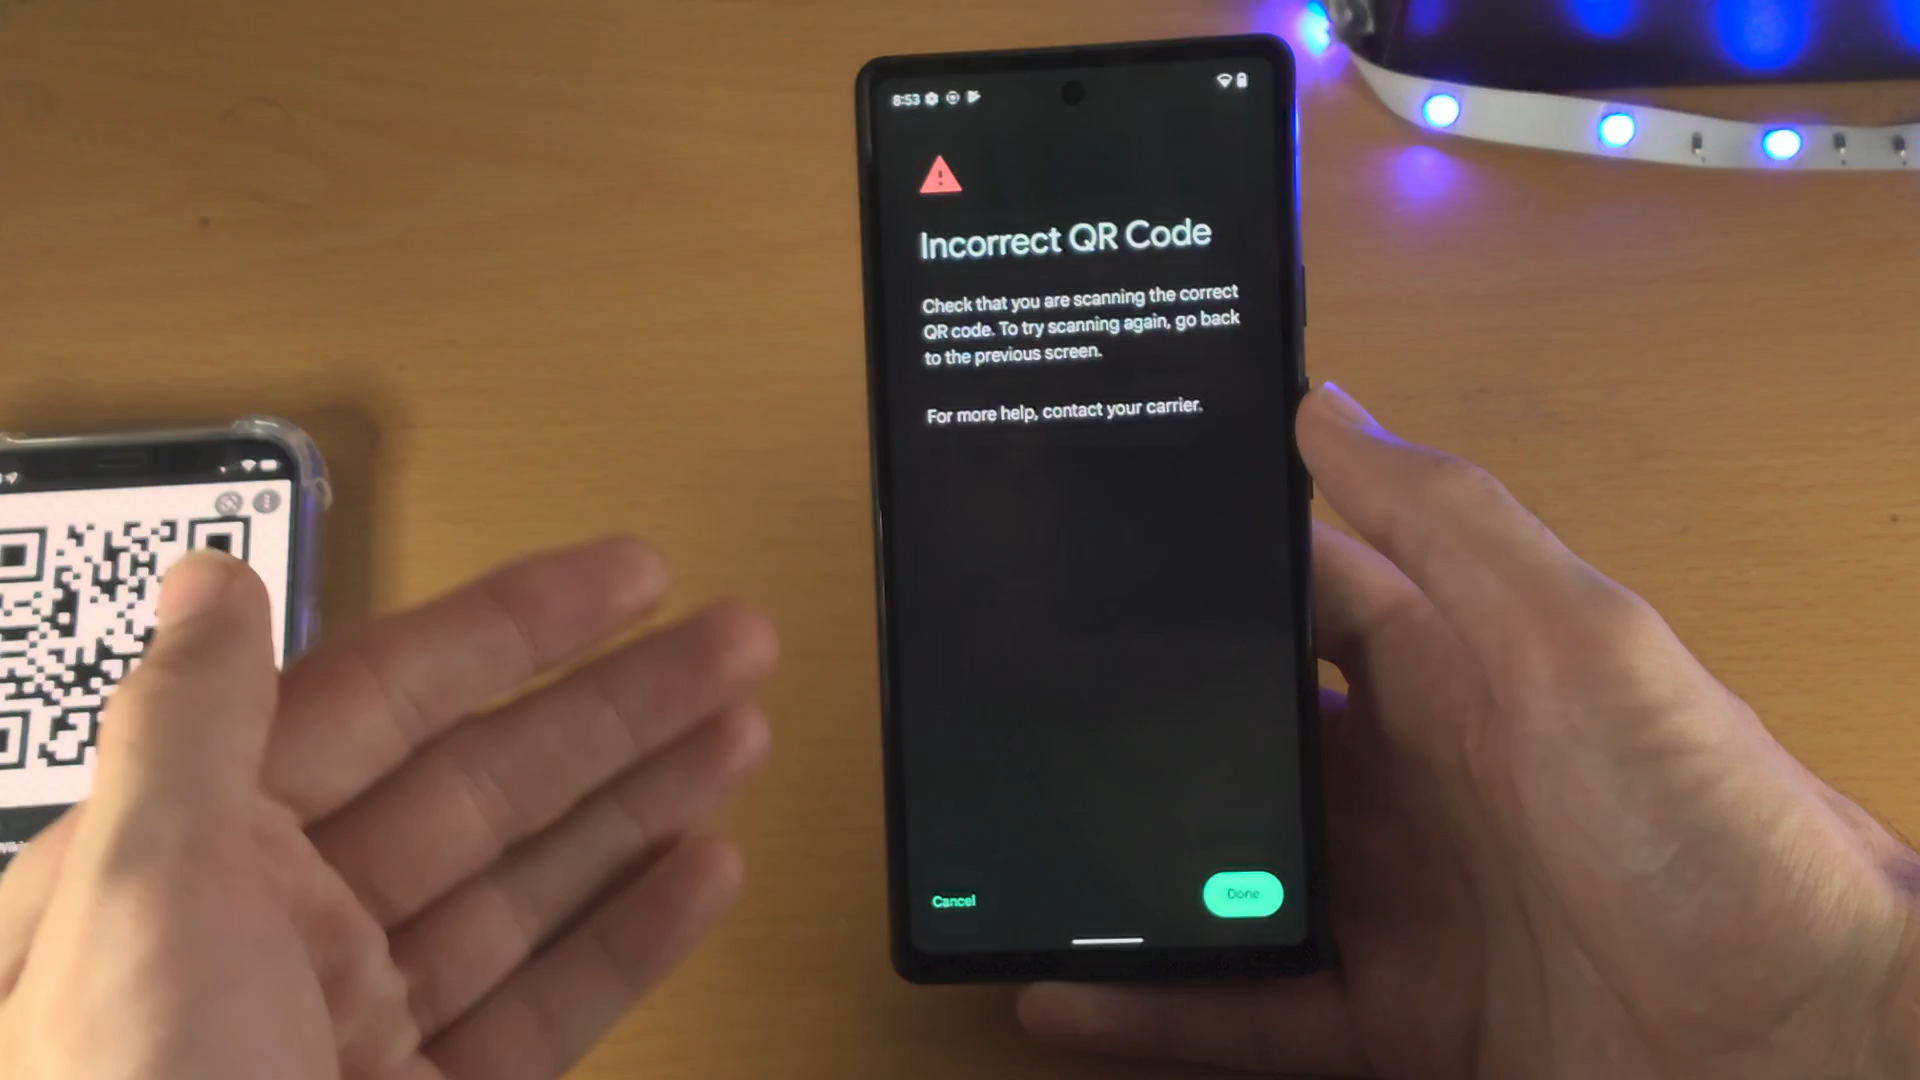 8:53
Incorrect QR Code
Check that you are scanning the correct
QR code. To try scanning again, go back
to the previous screen.
For more help, contact your carrier.
Cancel
Done